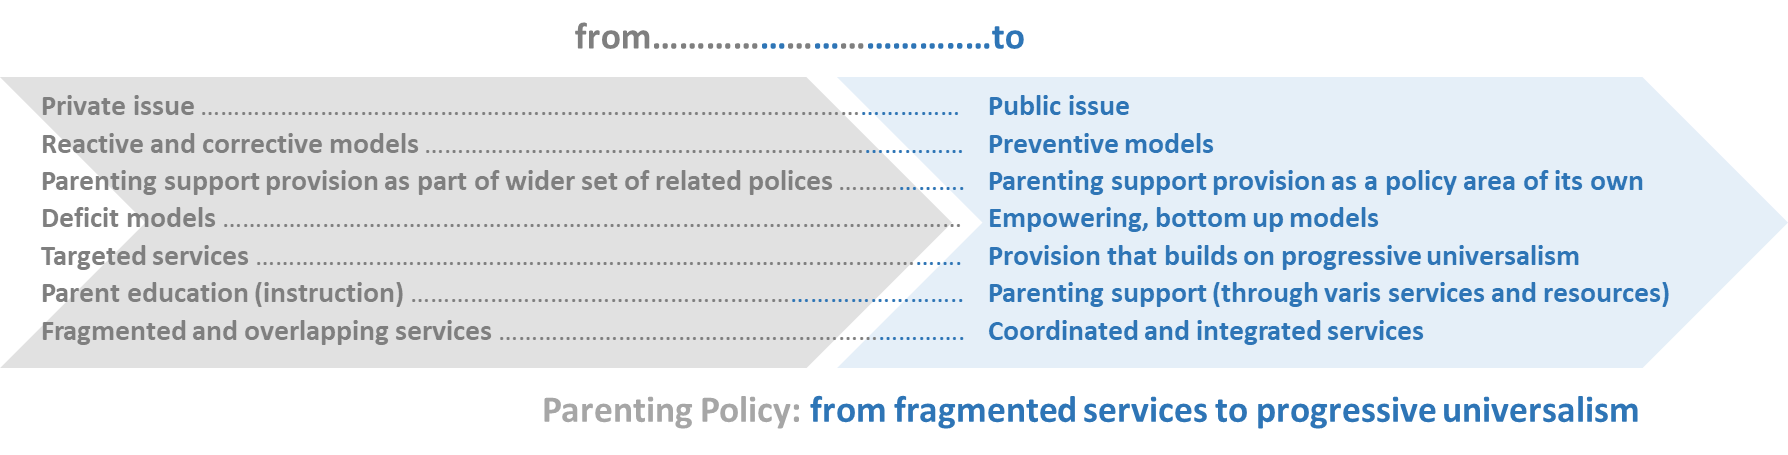 from……………………………to
Private issue ………………………………………………………………………………………………… Public issue
Reactive and corrective models ……………………………………………………………………… Preventive models
Parenting support provision as part of wider set of related polices ………………. Parenting support provision as a policy area of its own
Deficit models …………………………………………………………………………………………………. Empowering, bottom up models
Targeted services ……………………………………………………………………………………………. Provision that builds on progressive universalism
Parent education (instruction) ……………………………………………………………………….. Parenting support (through varis services and resources)
Fragmented and overlapping services ……………………………………………………………. Coordinated and integrated services
Parenting Policy: from fragmented services to progressive universalism